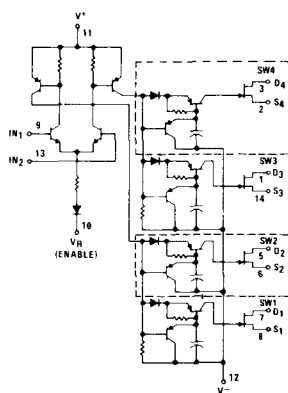 V+
11
SW4
3 D4
2 S4
IN1 9
IN2 13
SW3
1 D3
14 S3
10
VR
(ENABLE)
SW2
5 D2
6 S2
SW1
7 D1
8 S1
12
V−